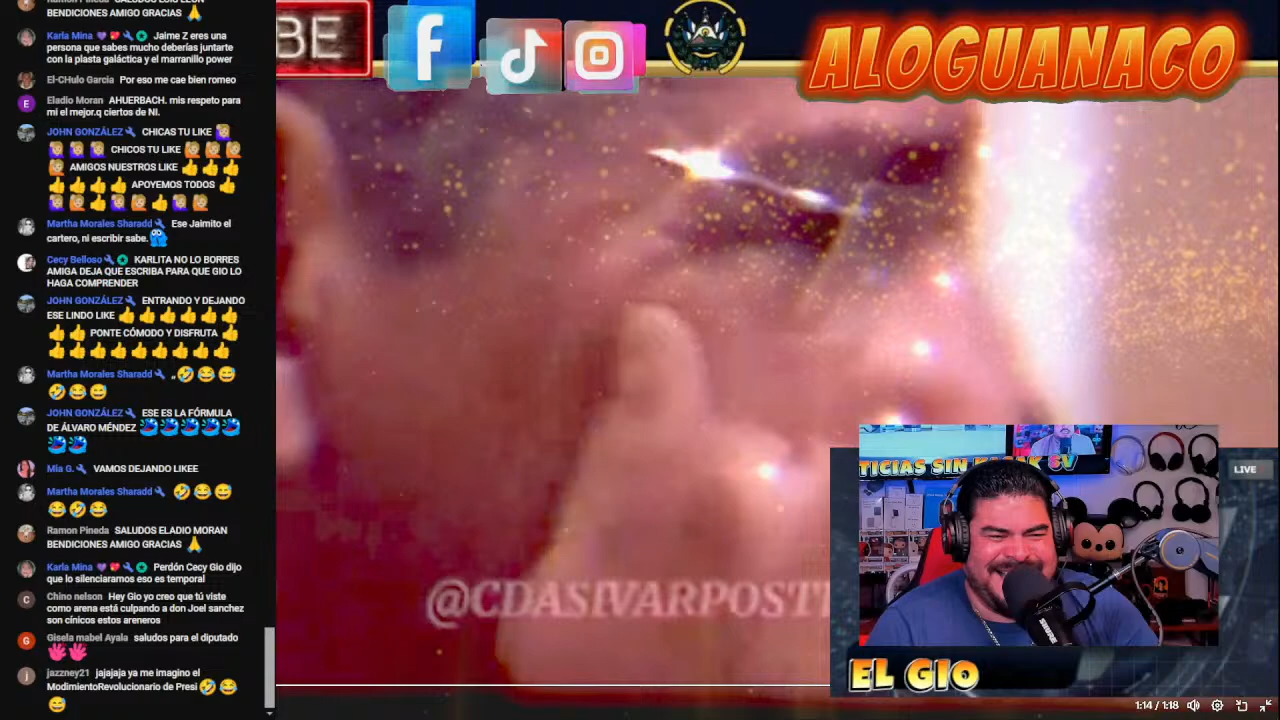 BENDICIONES AMIGO GRACIAS 🙏
Karla Mina Jaime Z eres una
persona que sabes mucho deberías juntarte
con la plasta galáctica y el marranillo power
El-CHulo Garcia Por eso me cae bien romeo
Eladio Moran AHUERBACH. mis respeto para
mi el mejor.q ciertos de NI.
JOHN GONZÁLEZ CHICAS TU LIKE
CHICOS TU LIKE
AMIGOS NUESTROS LIKE
APOYEMOS TODOS
Martha Morales Sharadd Ese Jaimito el
cartero, ni escribir sabe.
Cecy Belloso KARLITA NO LO BORRES
AMIGA DEJA QUE ESCRIBA PARA QUE GIO LO
HAGA COMPRENDER
JOHN GONZÁLEZ ENTRANDO Y DEJANDO
ESE LINDO LIKE
PONTE CÓMODO Y DISFRUTA
Martha Morales Sharadd ,,
JOHN GONZÁLEZ ESE ES LA FÓRMULA
DE ÁLVARO MÉNDEZ
Mia G. VAMOS DEJANDO LIKEE
Martha Morales Sharadd
Ramon Pineda SALUDOS ELADIO MORAN
BENDICIONES AMIGO GRACIAS 🙏
Karla Mina Perdón Cecy Gio dijo
que lo silenciaramos eso es temporal
Chino nelson Hey Gio yo creo que tú viste
como arena está culpando a don Joel sanchez
son cínicos estos areneros
Gisela mabel Ayala saludos para el diputado
jazzney21 jajajaja ya me imagino el
ModimientoRevolucionario de Presi
BE
ALOGUANACO
@CDASIVARPOST
TICIAS SIN SV
LIVE
SHURE
EL GIO
1:14 / 1:18